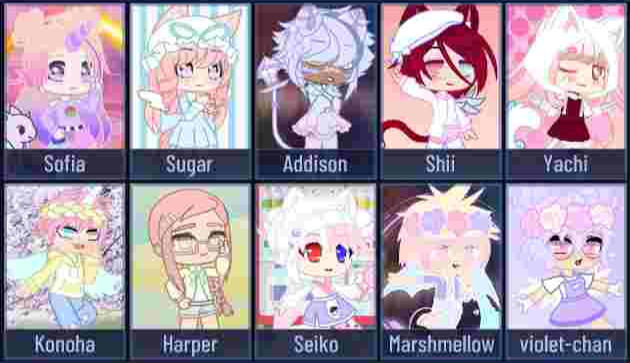 Sofia
Sugar
Addison
Shii
Yachi
Konoha
Harper
Seiko
Marshmellow
violet-chan